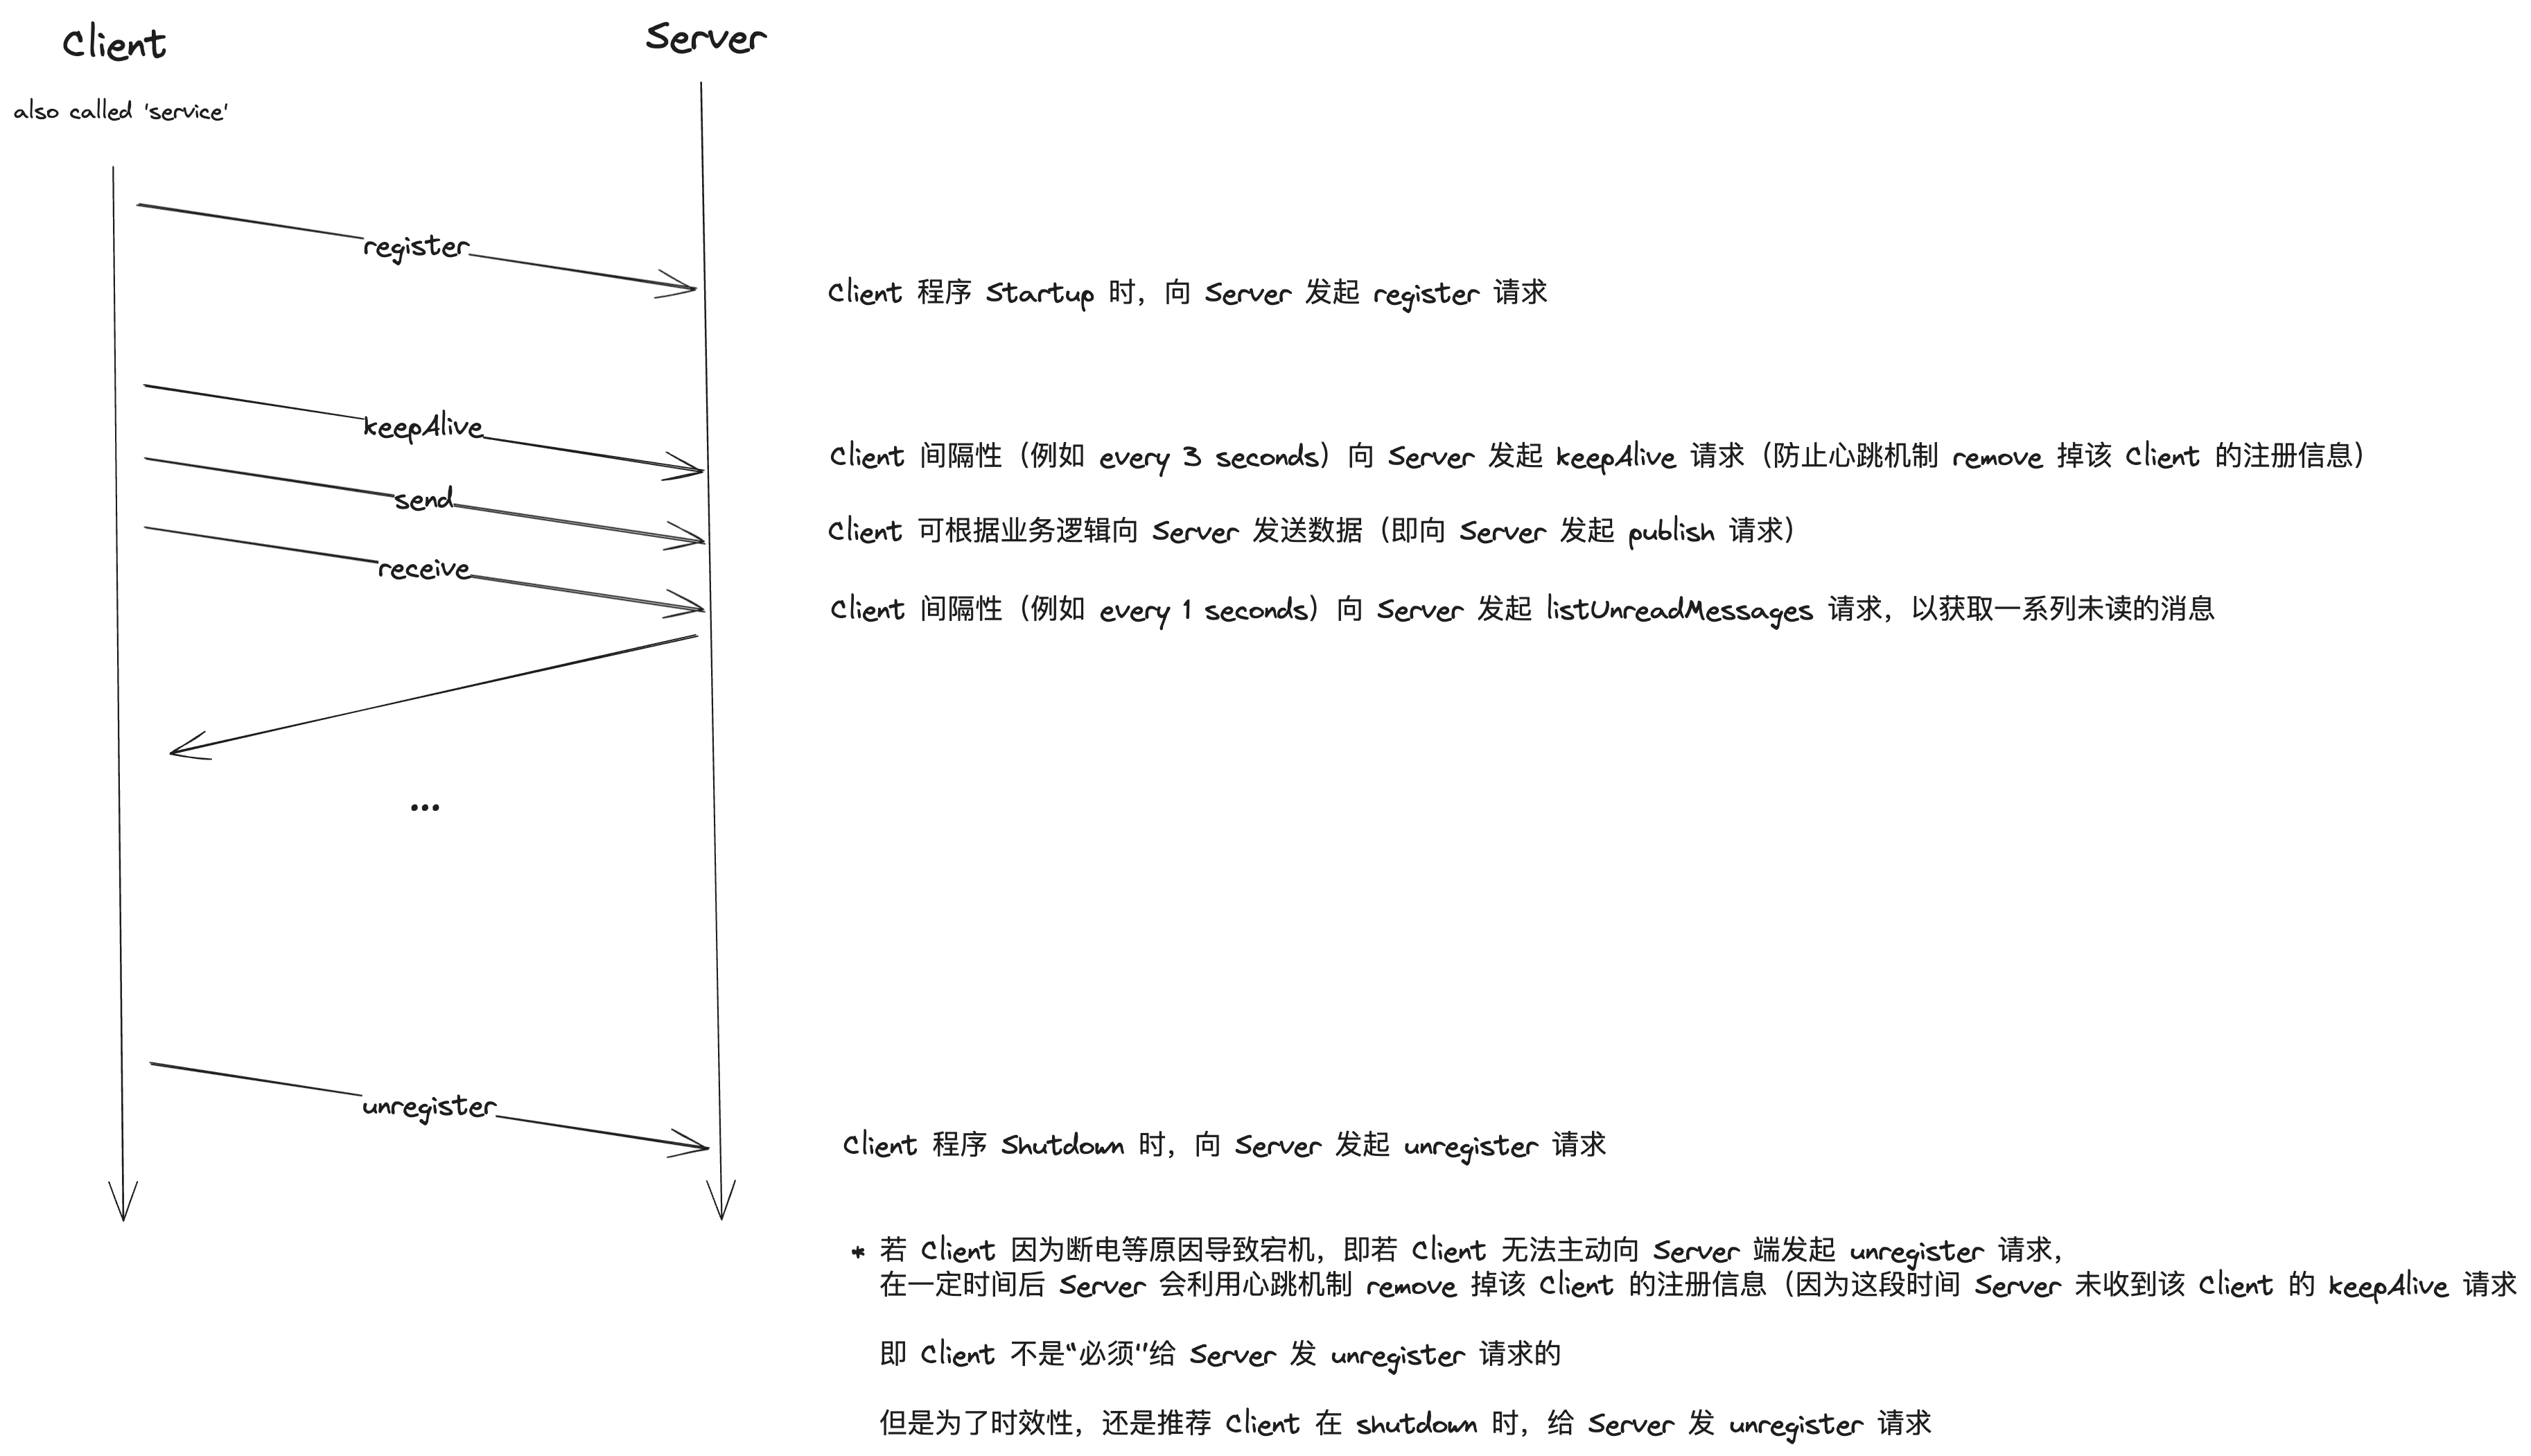 Client
Server
also called 'service'
register
Client 程序 Startup 时，向 Server 发起 register 请求
keepAlive
Client 间隔性（例如 every 3 seconds）向 Server 发起 keepAlive 请求（防止心跳机制 remove 掉该 Client 的注册信息）
send
Client 可根据业务逻辑向 Server 发送数据（即向 Server 发起 publish 请求）
receive
Client 间隔性（例如 every 1 seconds）向 Server 发起 listUnreadMessages 请求，以获取一系列未读的消息
...
unregister
Client 程序 Shutdown 时，向 Server 发起 unregister 请求
* 若 Client 因为断电等原因导致宕机，即若 Client 无法主动向 Server 端发起 unregister 请求，
在一定时间后 Server 会利用心跳机制 remove 掉该 Client 的注册信息（因为这段时间 Server 未收到该 Client 的 keepAlive 请求
即 Client 不是“必须”给 Server 发 unregister 请求的
但是为了时效性，还是推荐 Client 在 shutdown 时，给 Server 发 unregister 请求